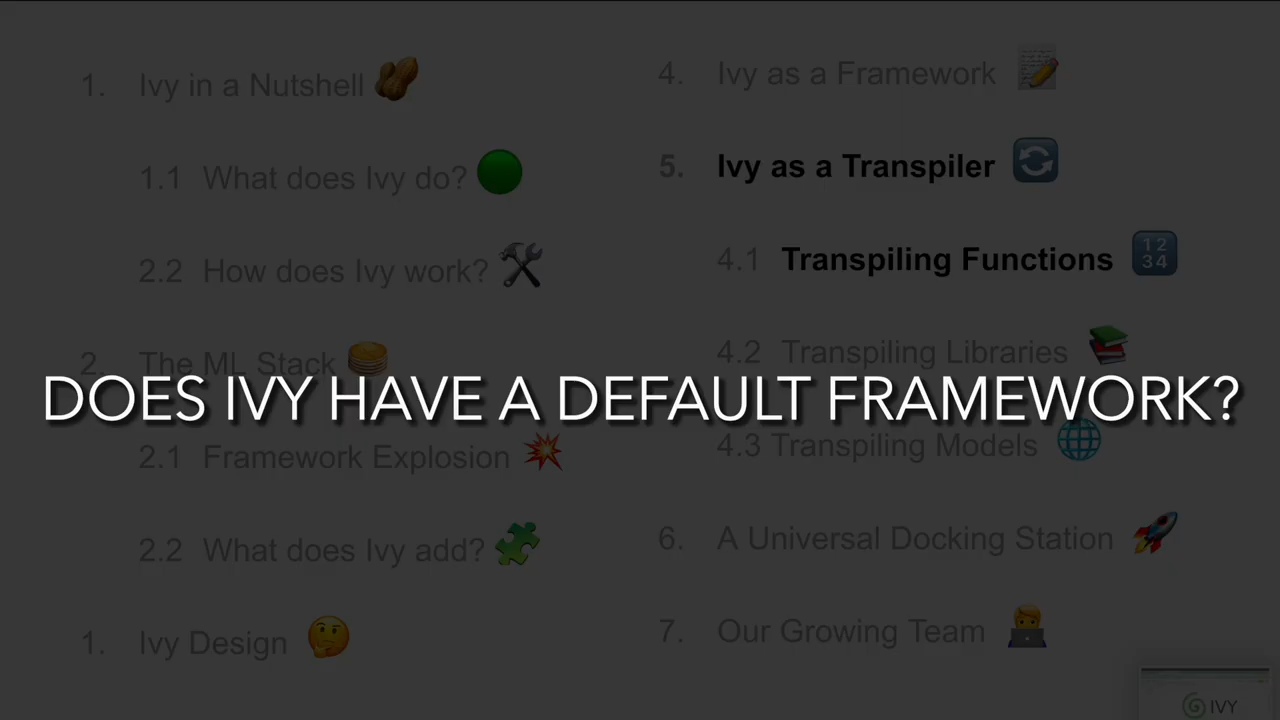 1. Ivy in a Nutshell
1.1 What does Ivy do?
2.2 How does Ivy work?
2. The ML Stack
2.1 Framework Explosion
2.2 What does Ivy add?
1. Ivy Design
4. Ivy as a Framework
5. Ivy as a Transpiler
4.1 Transpiling Functions
4.2 Transpiling Libraries
4.3 Transpiling Models
6. A Universal Docking Station
7. Our Growing Team
DOES IVY HAVE A DEFAULT FRAMEWORK?
12
34
IVY